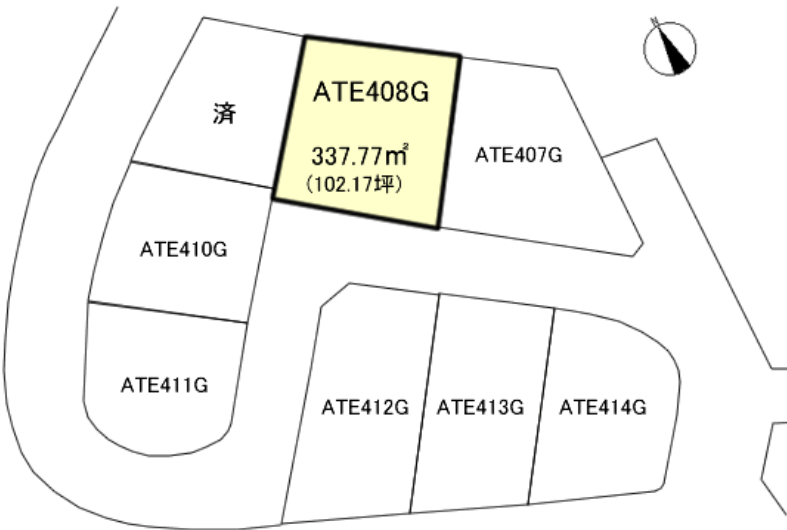 N
済
ATE408G
337.77㎡
(102.17坪)
ATE407G
ATE410G
ATE411G
ATE412G
ATE413G
ATE414G